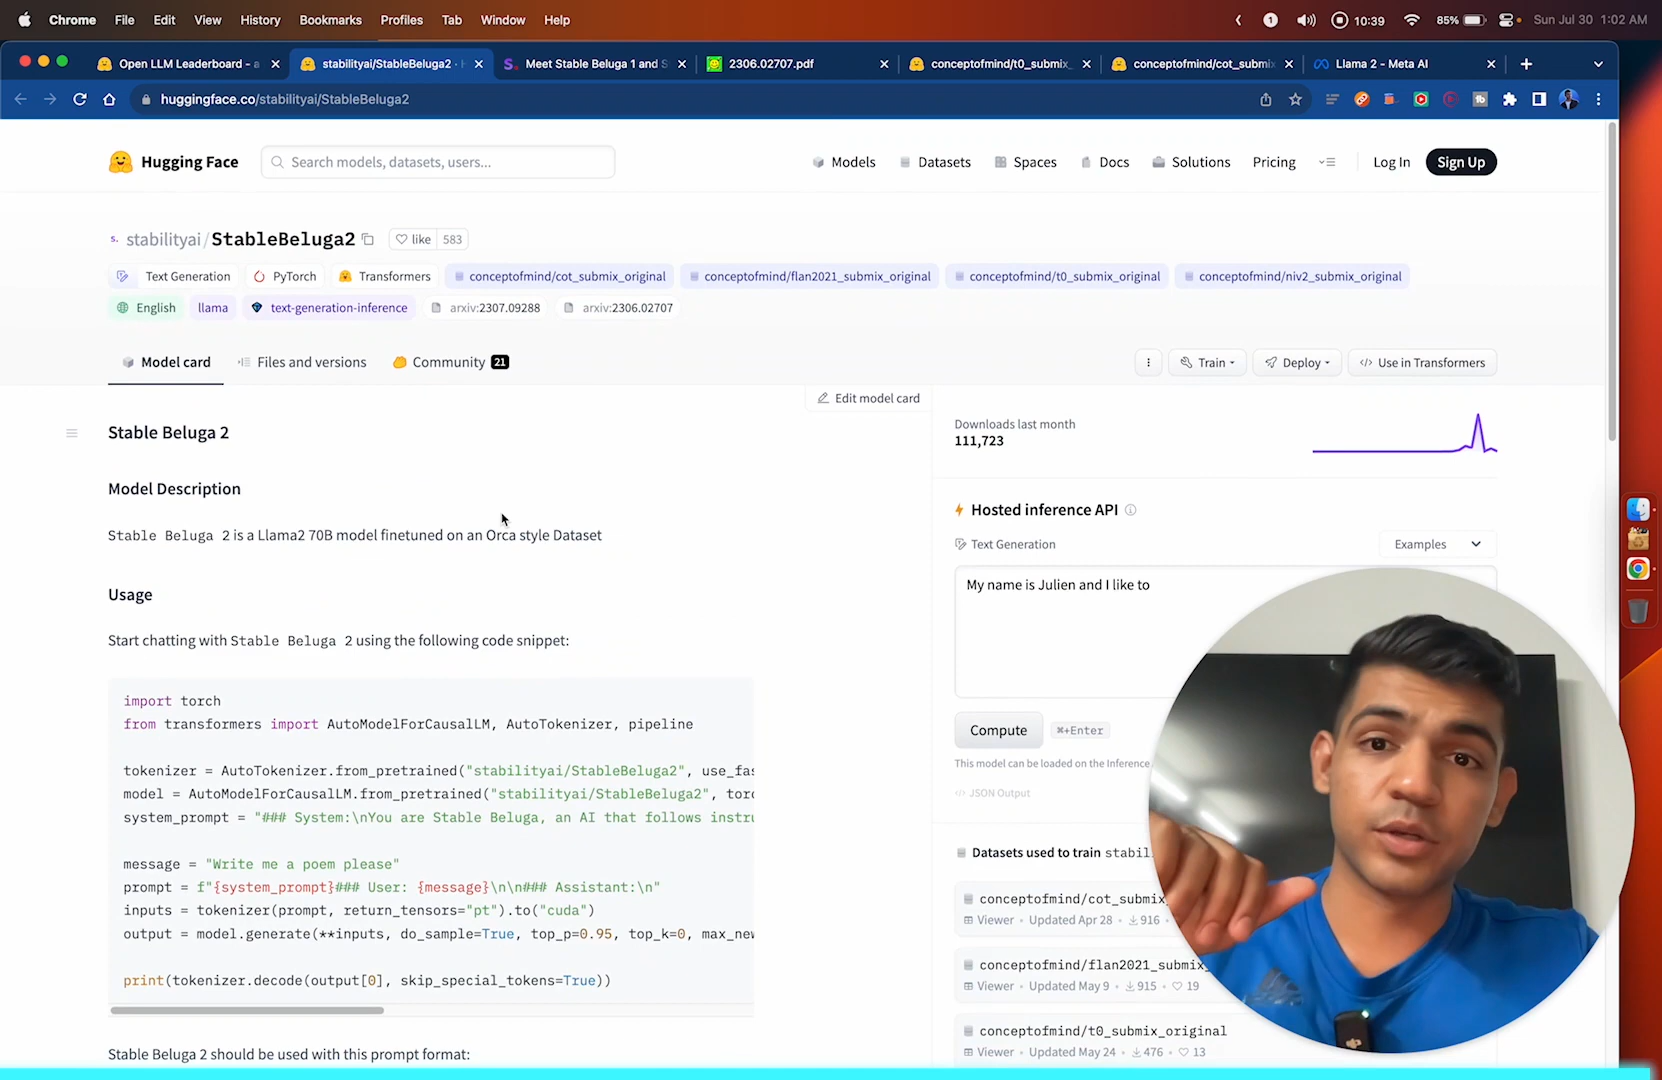 Chrome File Edit View History Bookmarks Profiles Tab Window Help 1 10:39 85% Sun Jul 30 1:02 AM
Open LLM Leaderboard - a stabilityai/StableBeluga2 · H Meet Stable Beluga 1 and S 2306.02707.pdf conceptofmind/t0_submix_ conceptofmind/cot_submix Llama 2 - Meta AI
huggingface.co/stabilityai/StableBeluga2
Hugging Face Search models, datasets, users... Models Datasets Spaces Docs Solutions Pricing Log In Sign Up
s. stabilityai/StableBeluga2 like 583
Text Generation PyTorch Transformers conceptofmind/cot_submix_original conceptofmind/flan2021_submix_original conceptofmind/t0_submix_original conceptofmind/niv2_submix_original
English llama text-generation-inference arxiv:2307.09288 arxiv:2306.02707
Model card Files and versions Community 21 Train Deploy </> Use in Transformers
Edit model card
Stable Beluga 2
Model Description
Stable Beluga 2 is a Llama2 70B model finetuned on an Orca style Dataset
Usage
Start chatting with Stable Beluga 2 using the following code snippet:
import torch
from transformers import AutoModelForCausalLM, AutoTokenizer, pipeline
tokenizer = AutoTokenizer.from_pretrained("stabilityai/StableBeluga2", use_fas
model = AutoModelForCausalLM.from_pretrained("stabilityai/StableBeluga2", torc
system_prompt = "### System:\nYou are Stable Beluga, an AI that follows instru
message = "Write me a poem please"
prompt = f"{system_prompt}### User: {message}\n\n### Assistant:\n"
inputs = tokenizer(prompt, return_tensors="pt").to("cuda")
output = model.generate(**inputs, do_sample=True, top_p=0.95, top_k=0, max_new
print(tokenizer.decode(output[0], skip_special_tokens=True))
Stable Beluga 2 should be used with this prompt format:
Downloads last month
111,723
Hosted inference API
Text Generation Examples
My name is Julien and I like to
Compute ⌘+Enter
This model can be loaded on the Inference
</> JSON Output
Datasets used to train stabil
conceptofmind/cot_submix_
Viewer • Updated Apr 28 • 916 •
conceptofmind/flan2021_submix_
Viewer • Updated May 9 • 915 • 19
conceptofmind/t0_submix_original
Viewer • Updated May 24 • 476 • 13